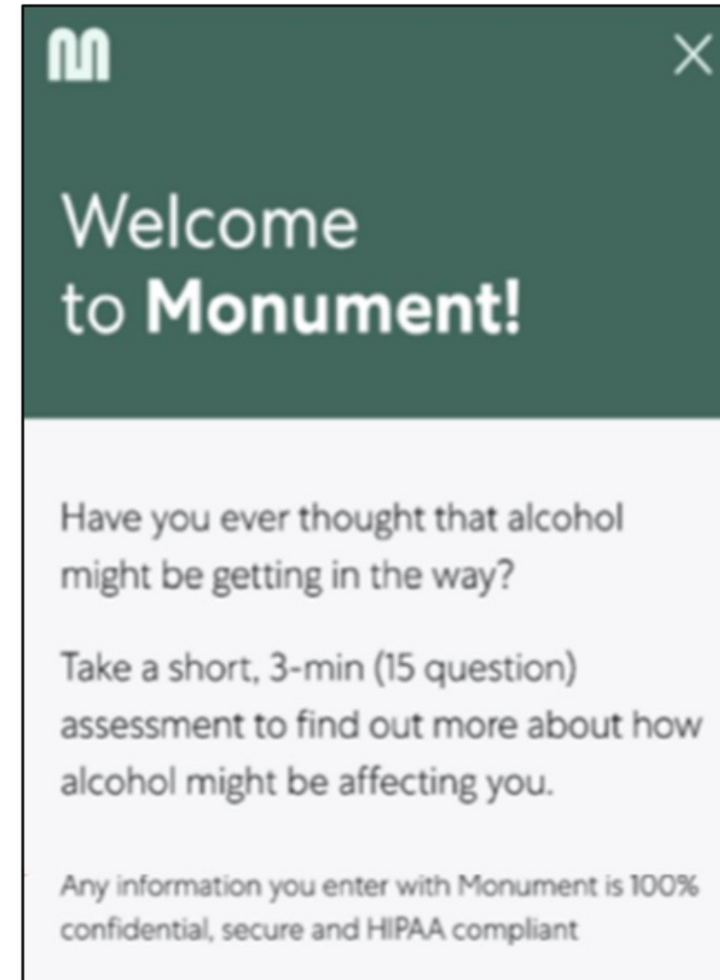 Welcome
to Monument!
Have you ever thought that alcohol
might be getting in the way?
Take a short, 3-min (15 question)
assessment to find out more about how
alcohol might be affecting you.
Any information you enter with Monument is 100%
confidential, secure and HIPAA compliant